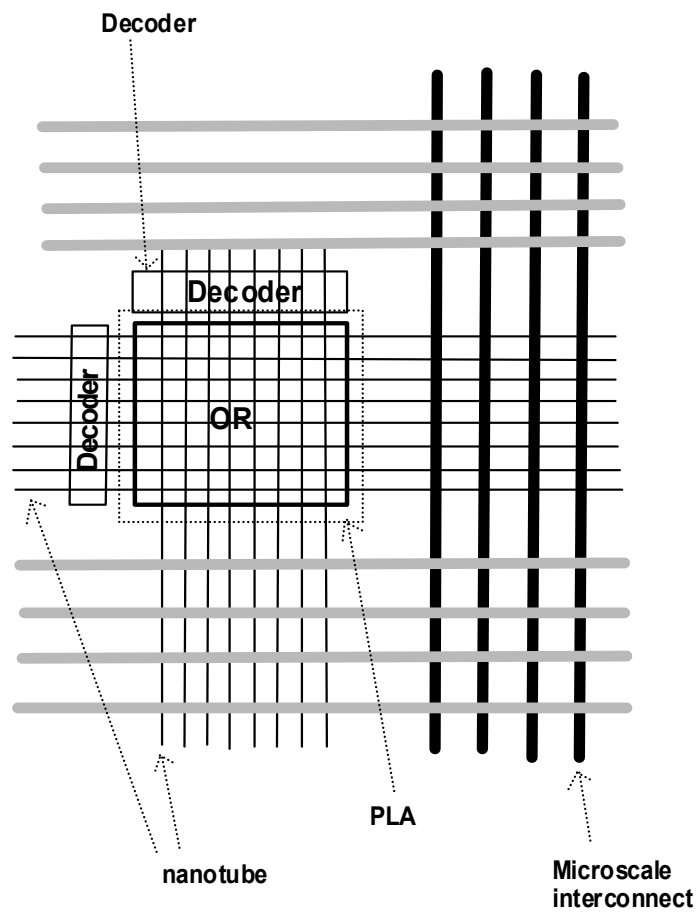 Decoder
Decoder
Decoder
OR
PLA
nanotube
Microscale
interconnect